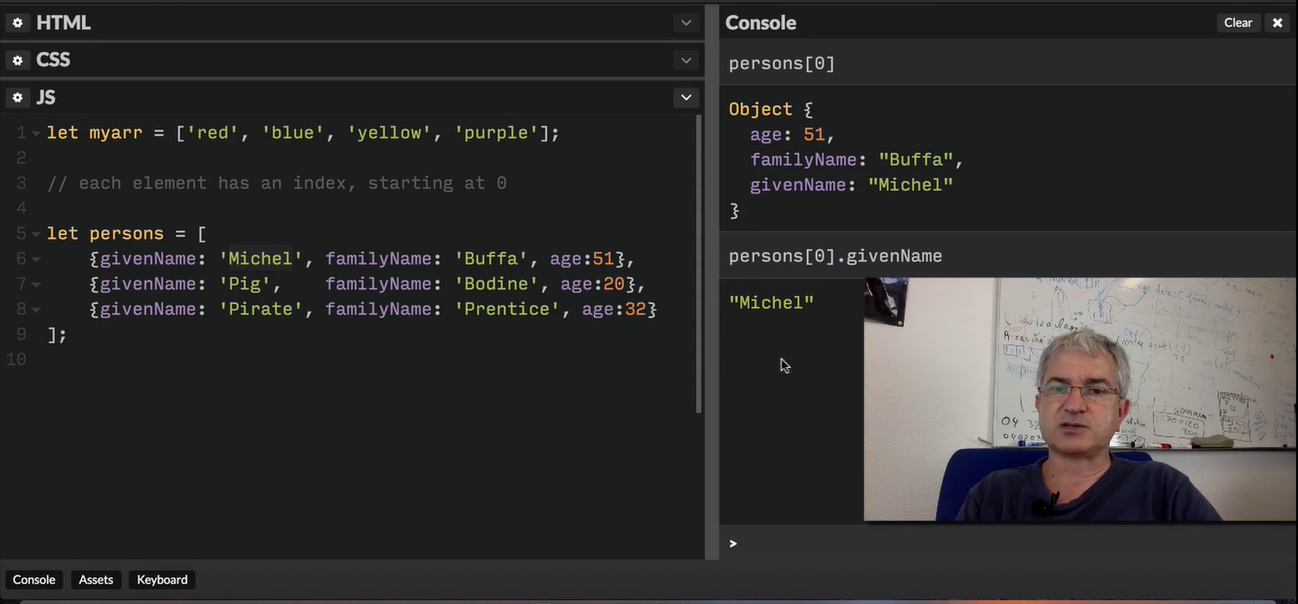 HTML
CSS
JS
1 let myarr = ['red', 'blue', 'yellow', 'purple'];
2
3 // each element has an index, starting at 0
4
5 let persons = [
6 {givenName: 'Michel', familyName: 'Buffa', age:51},
7 {givenName: 'Pig', familyName: 'Bodine', age:20},
8 {givenName: 'Pirate', familyName: 'Prentice', age:32}
9 ];
10
Console
Clear
persons[0]
Object {
age: 51,
familyName: "Buffa",
givenName: "Michel"
}
persons[0].givenName
"Michel"
>
Console Assets Keyboard